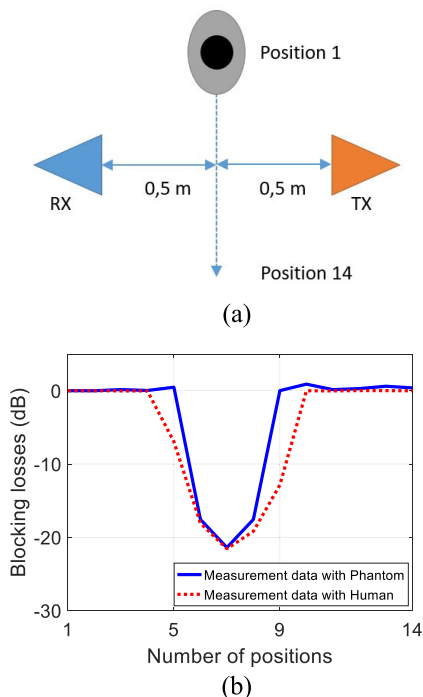 Position 1
0,5 m
0,5 m
RX
TX
Position 14
(a)
Blocking losses (dB)
0
-10
-20
-30
Measurement data with Phantom
Measurement data with Human
1
5
9
14
Number of positions
(b)